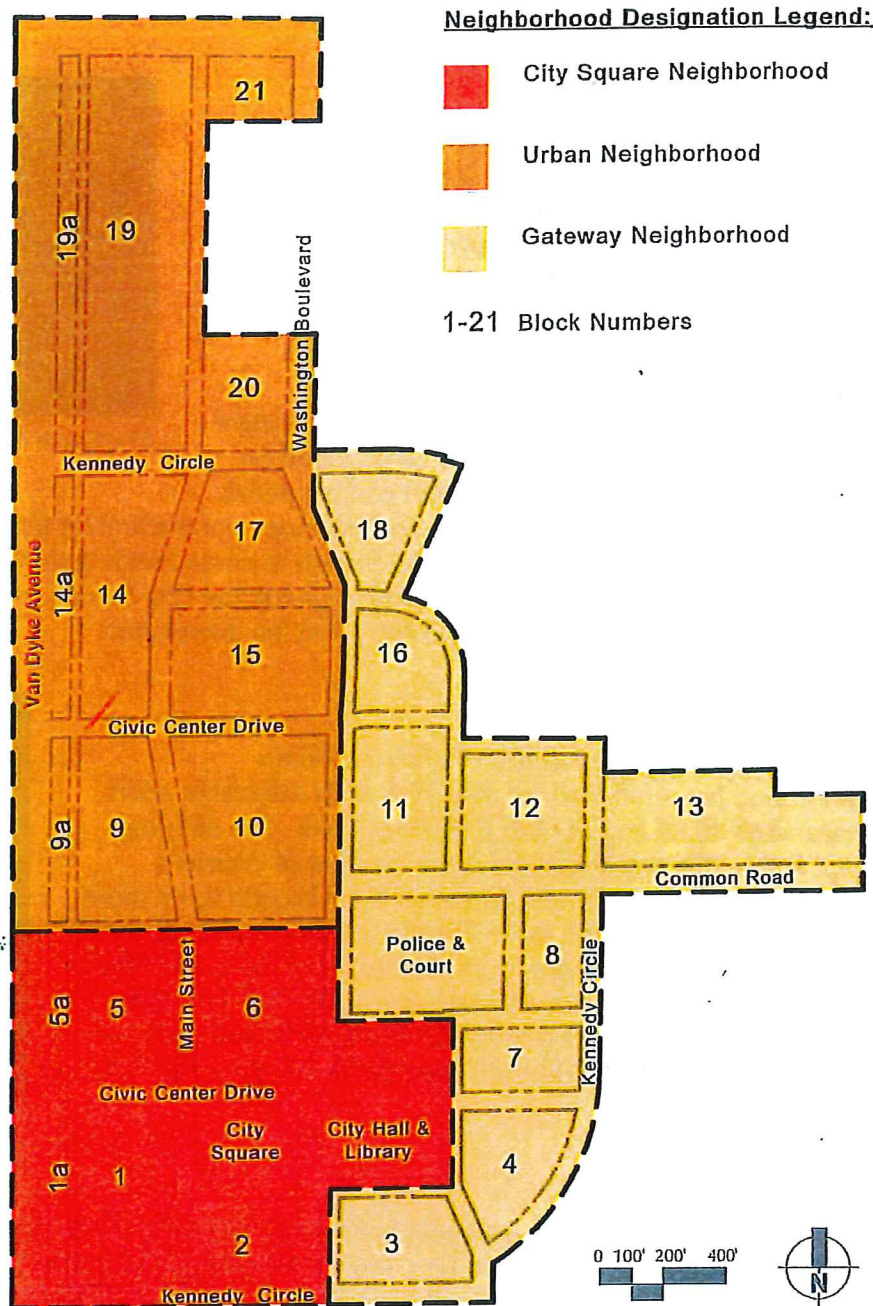 Neighborhood Designation Legend:
City Square Neighborhood
Urban Neighborhood
Gateway Neighborhood
1-21 Block Numbers
21
19a
19
Washington Boulevard
20
Kennedy Circle
18
17
Van Dyke Avenue
14a
14
15
16
Civic Center Drive
9a
9
10
11
12
13
Common Road
Police &
Court
8
Kennedy Circle
5a
5
Main Street
6
7
Civic Center Drive
City
Square
City Hall &
Library
1a
1
4
2
3
Kennedy Circle
0 100' 200' 400'
N